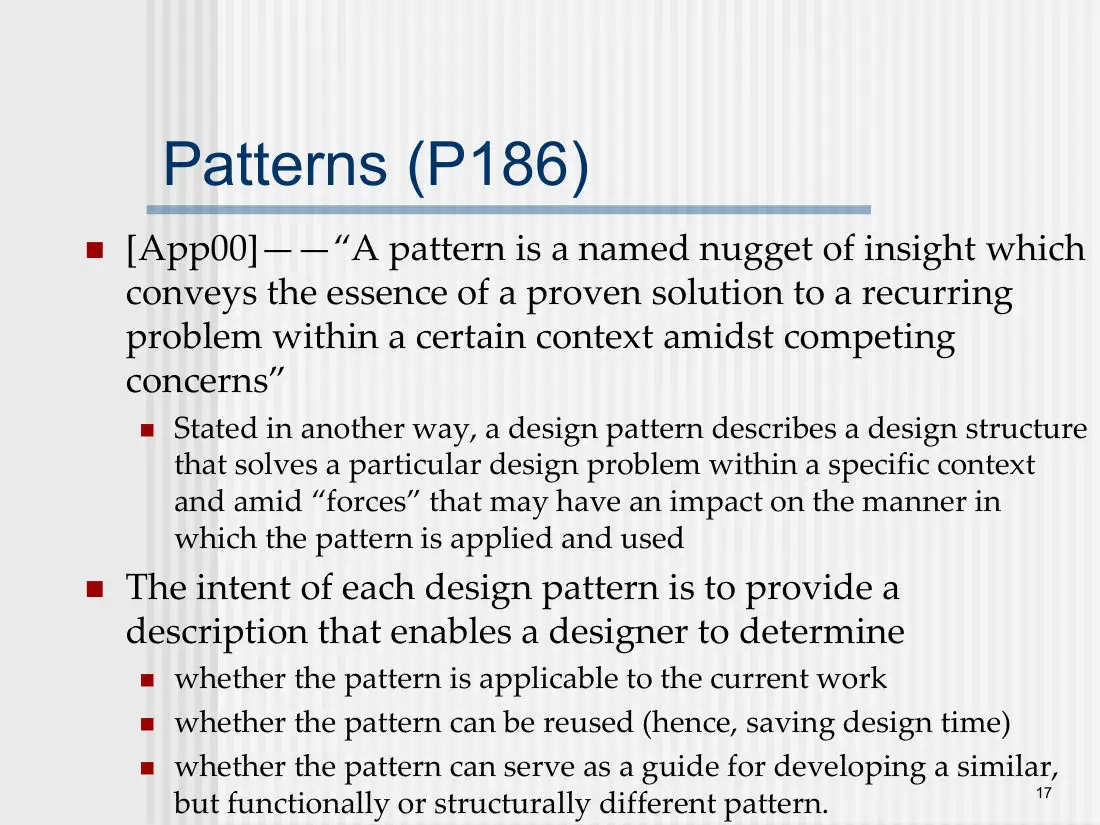 Patterns (P186)
[App00]——“A pattern is a named nugget of insight which
conveys the essence of a proven solution to a recurring
problem within a certain context amidst competing
concerns”
Stated in another way, a design pattern describes a design structure
that solves a particular design problem within a specific context
and amid “forces” that may have an impact on the manner in
which the pattern is applied and used
The intent of each design pattern is to provide a
description that enables a designer to determine
whether the pattern is applicable to the current work
whether the pattern can be reused (hence, saving design time)
whether the pattern can serve as a guide for developing a similar,
but functionally or structurally different pattern.
17